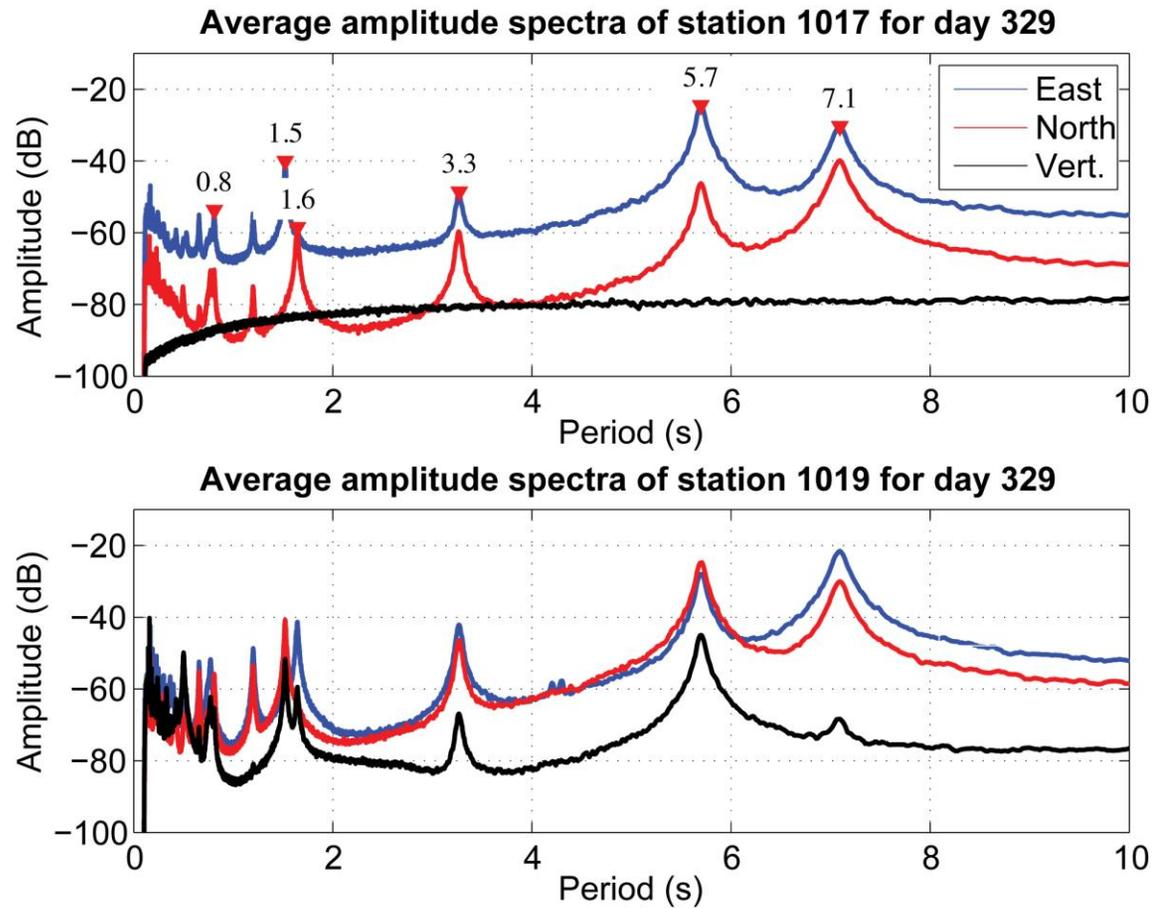 Average amplitude spectra of station 1017 for day 329
Amplitude (dB)
−20
−40
−60
−80
−100
0.8
1.5
1.6
3.3
5.7
7.1
East
North
Vert.
0 2 4 6 8 10
Period (s)
Average amplitude spectra of station 1019 for day 329
Amplitude (dB)
−20
−40
−60
−80
−100
0 2 4 6 8 10
Period (s)